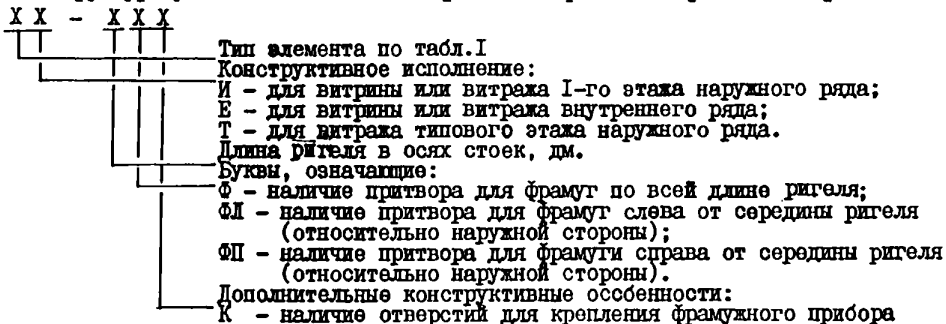 X X - X X X
Тип элемента по табл.I
Конструктивное исполнение:
И - для витрины или витража I-го этажа наружного ряда;
Е - для витрины или витража внутреннего ряда;
Т - для витража типового этажа наружного ряда.
Длина ригеля в осях стоек, дм.
Буквы, означающие:
Ф - наличие притвора для фрамуг по всей длине ригеля;
ФЛ - наличие притвора для фрамуг слева от середины ригеля
(относительно наружной стороны);
ФП - наличие притвора для фрамуги справа от середины ригеля
(относительно наружной стороны).
Дополнительные конструктивные особенности:
К - наличие отверстий для крепления фрамужного прибора